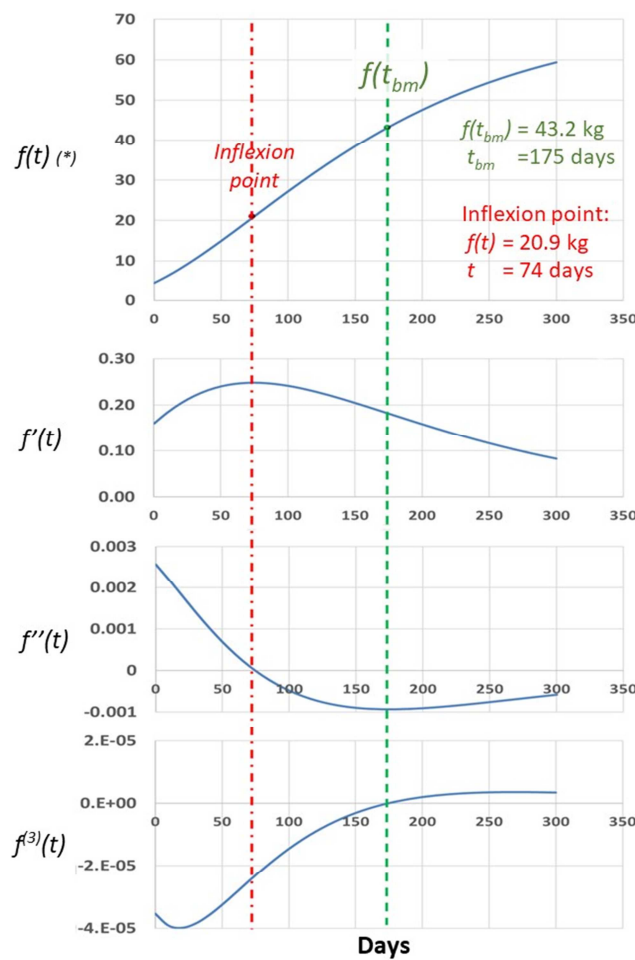 70
60
50
40
30
20
10
0
f(t) (*)
Inflexion
point
f(t_bm)
f(t_bm) = 43.2 kg
t_bm =175 days
Inflexion point:
f(t) = 20.9 kg
t = 74 days
0 50 100 150 200 250 300 350
0.30
0.20
0.10
0.00
f'(t)
0 50 100 150 200 250 300 350
0.003
0.002
0.001
0
-0.001
f''(t)
0 50 100 150 200 250 300 350
2.E-05
0.E+00
-2.E-05
-4.E-05
f(3)(t)
0 50 100 150 200 250 300 350
Days